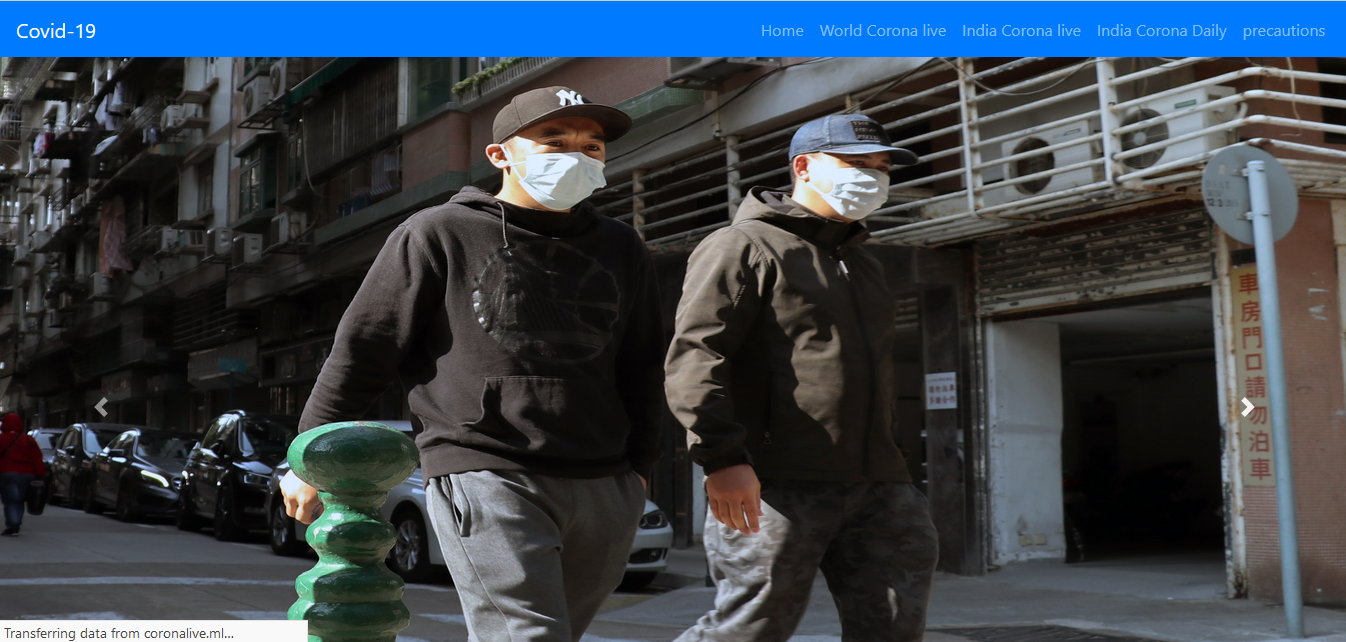 Covid-19
Home
World Corona live
India Corona live
India Corona Daily
precautions
NY
車房門口請勿泊車
Transferring data from coronalive.ml...